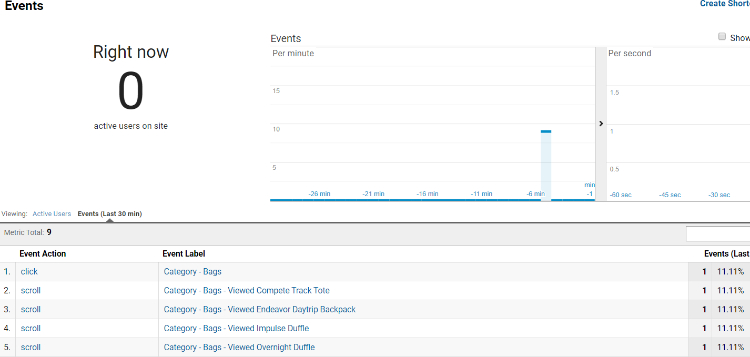 Events
Create Short
Right now
0
active users on site
Events
Show
Per minute
Per second
15
10
5
1.5
1
0.5
-26 min
-21 min
-16 min
-11 min
-6 min
min
-1
-60 sec
-45 sec
-30 sec
Viewing: Active Users Events (Last 30 min)
Metric Total: 9
Event Action Event Label Events (Last
1. click Category - Bags 1 11.11%
2. scroll Category - Bags - Viewed Compete Track Tote 1 11.11%
3. scroll Category - Bags - Viewed Endeavor Daytrip Backpack 1 11.11%
4. scroll Category - Bags - Viewed Impulse Duffle 1 11.11%
5. scroll Category - Bags - Viewed Overnight Duffle 1 11.11%